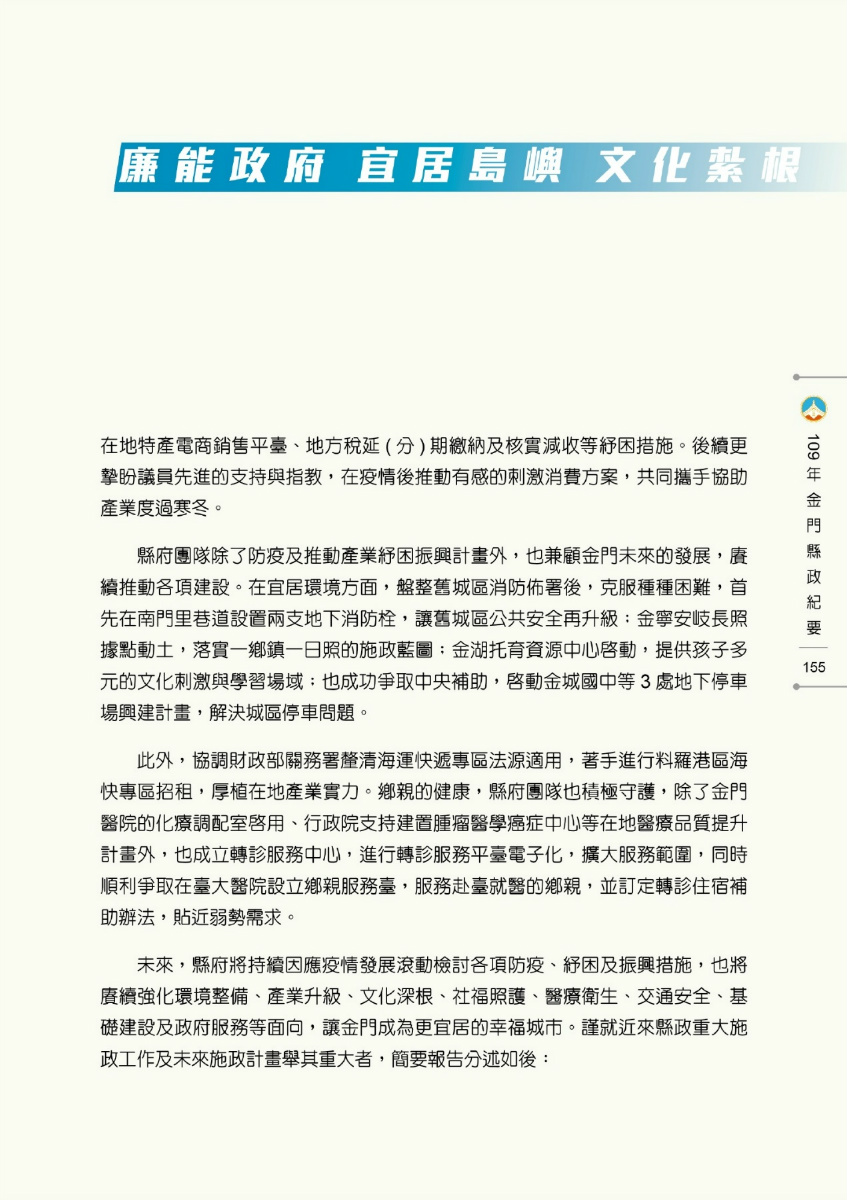 廉能政府 宜居島嶼 文化紮根
在地特產電商銷售平臺、地方稅延(分)期繳納及核實減收等紓困措施。後續更
摯盼議員先進的支持與指教，在疫情後推動有感的刺激消費方案，共同攜手協助
產業度過寒冬。
縣府團隊除了防疫及推動產業紓困振興計畫外，也兼顧金門未來的發展，賡
續推動各項建設。在宜居環境方面，盤整舊城區消防佈署後，克服種種困難，首
先在南門里巷道設置兩支地下消防栓，讓舊城區公共安全再升級；金寧安岐長照
據點動土，落實一鄉鎮一日照的施政藍圖；金湖托育資源中心啓動，提供孩子多
元的文化刺激與學習場域；也成功爭取中央補助，啓動金城國中等 3 處地下停車
場興建計畫，解決城區停車問題。
此外，協調財政部關務署釐清海運快遞專區法源適用，著手進行料羅港區海
快專區招租，厚植在地產業實力。鄉親的健康，縣府團隊也積極守護，除了金門
醫院的化療調配室啓用、行政院支持建置腫瘤醫學癌症中心等在地醫療品質提升
計畫外，也成立轉診服務中心，進行轉診服務平臺電子化，擴大服務範圍，同時
順利爭取在臺大醫院設立鄉親服務臺，服務赴臺就醫的鄉親，並訂定轉診住宿補
助辦法，貼近弱勢需求。
未來，縣府將持續因應疫情發展滾動檢討各項防疫、紓困及振興措施，也將
賡續強化環境整備、產業升級、文化深根、社福照護、醫療衛生、交通安全、基
礎建設及政府服務等面向，讓金門成為更宜居的幸福城市。謹就近來縣政重大施
政工作及未來施政計畫舉其重大者，簡要報告分述如後：
109年金門縣政紀要
155